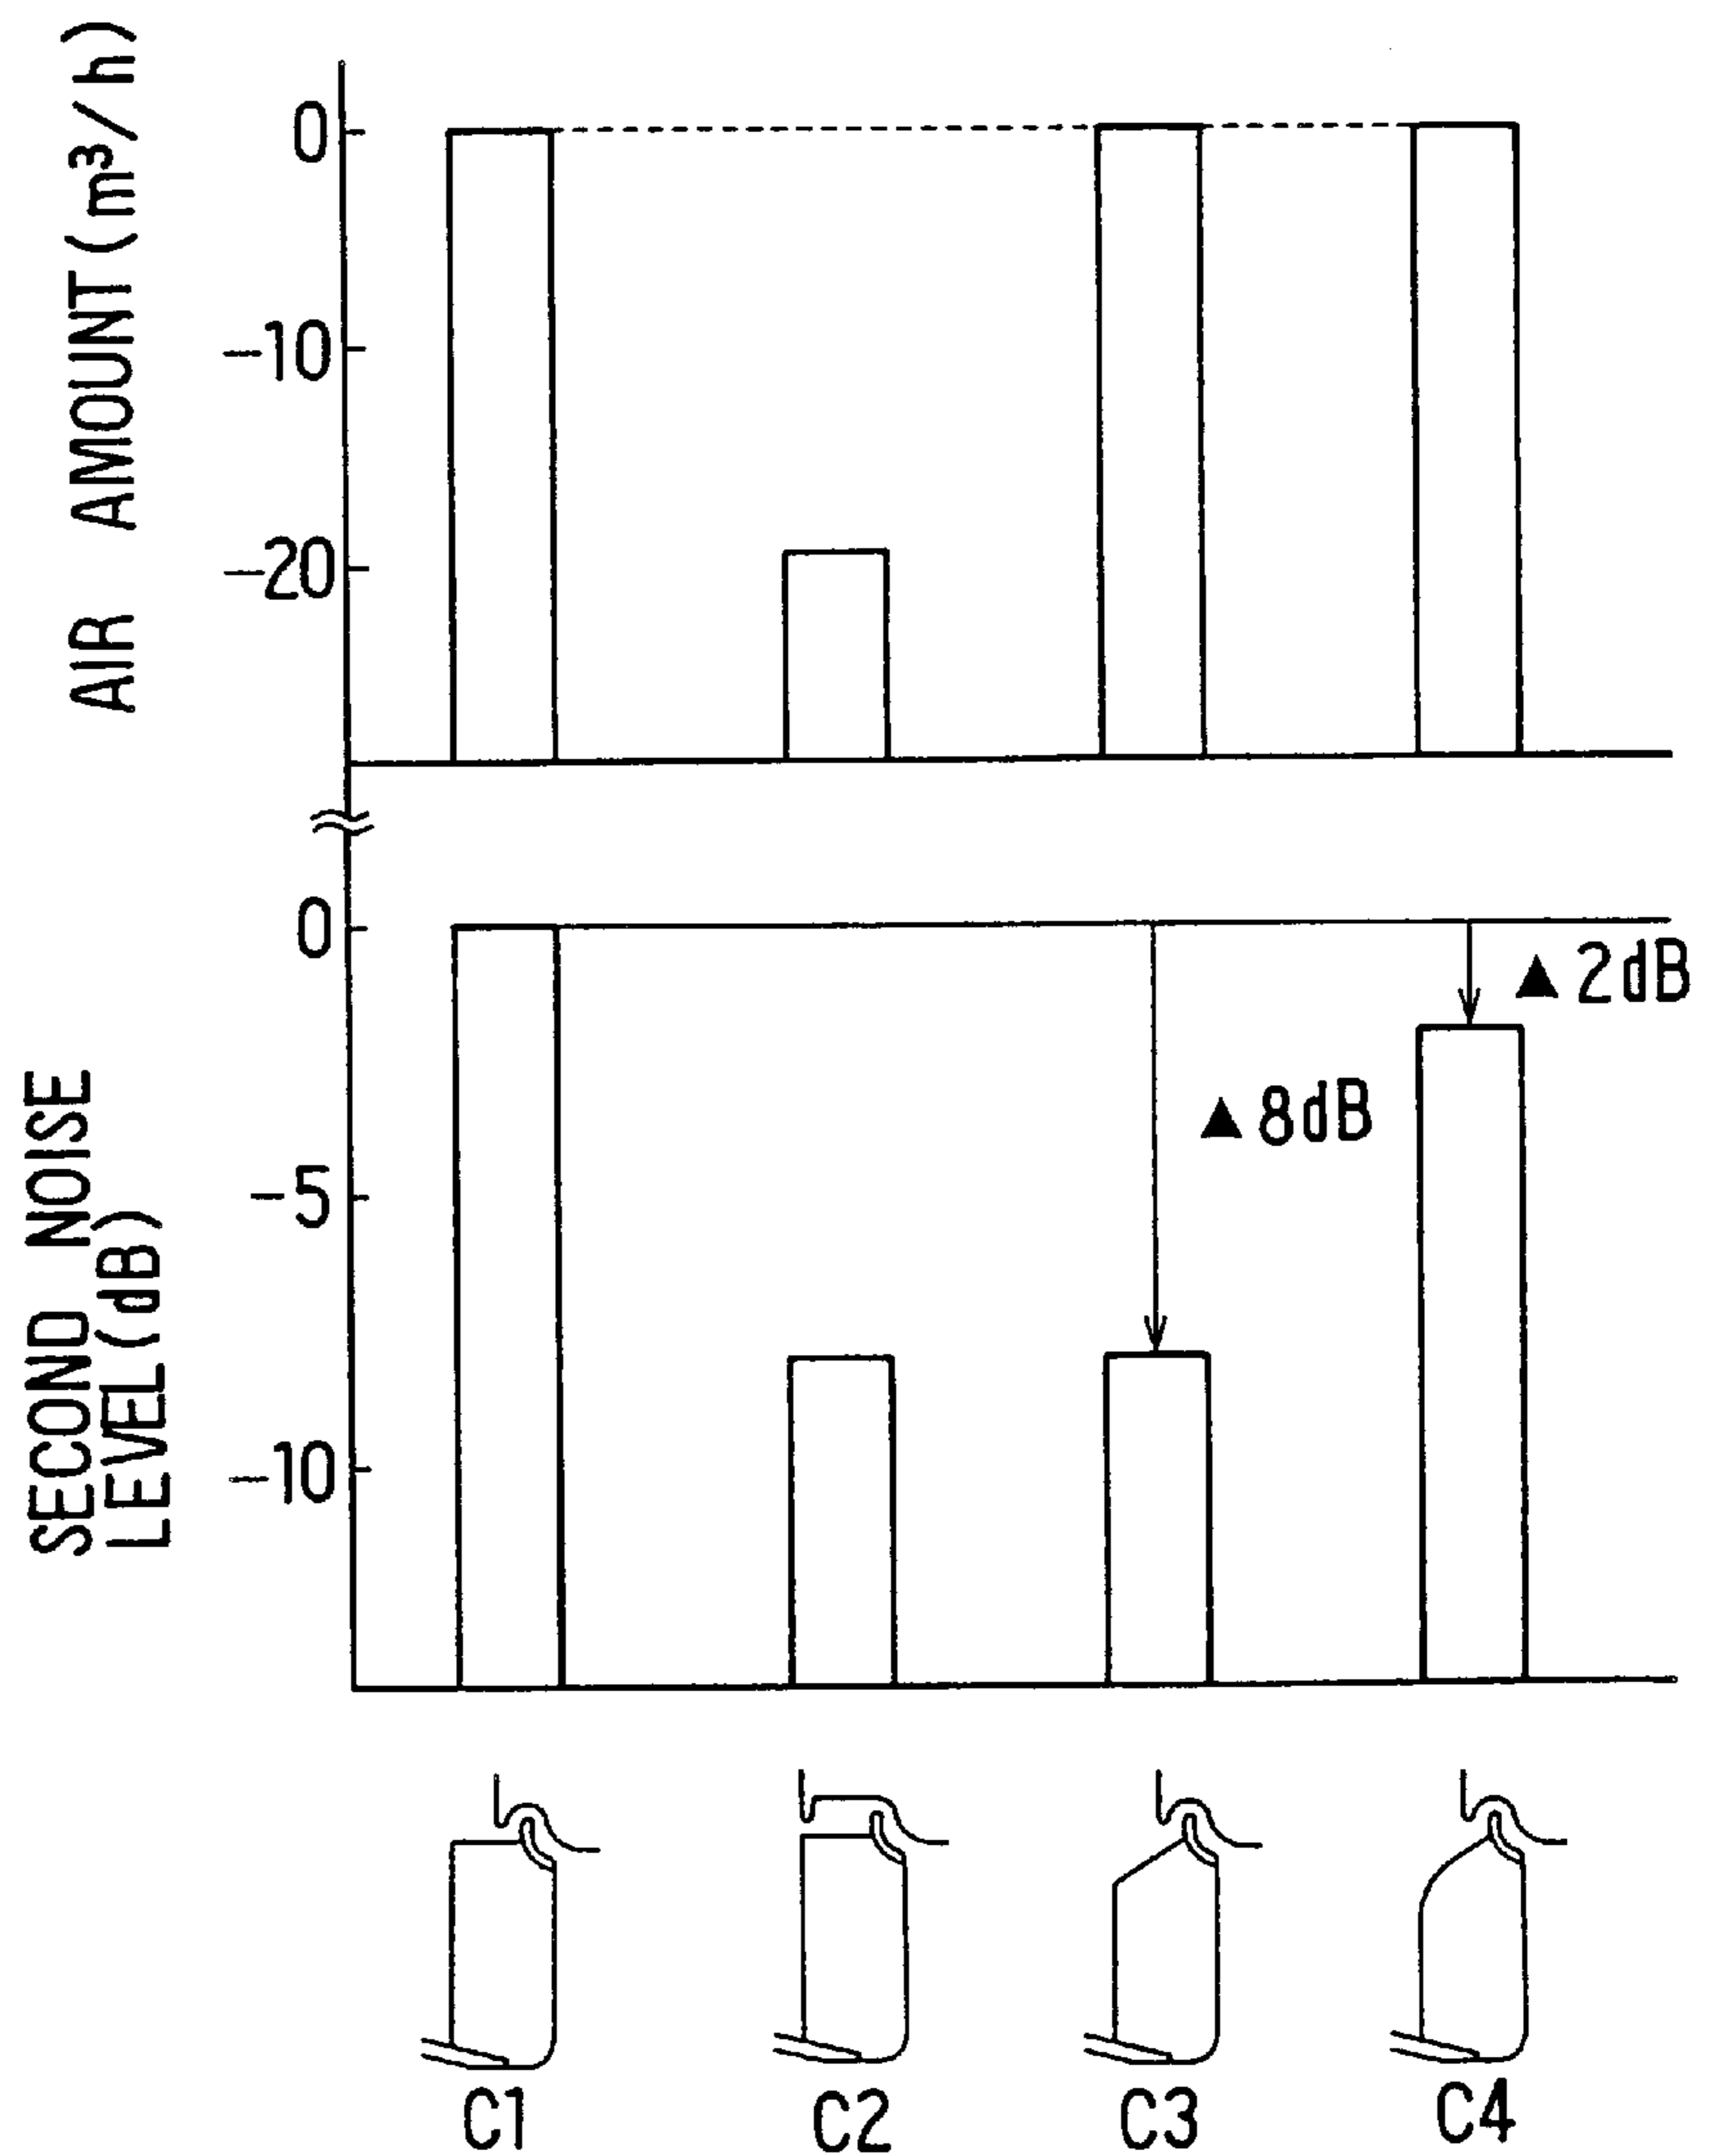 AIR AMOUNT(m³/h)
0
-10
-20
SECOND NOISE
LEVEL(dB)
0
-5
-10
▲2dB
▲8dB
C1 C2 C3 C4